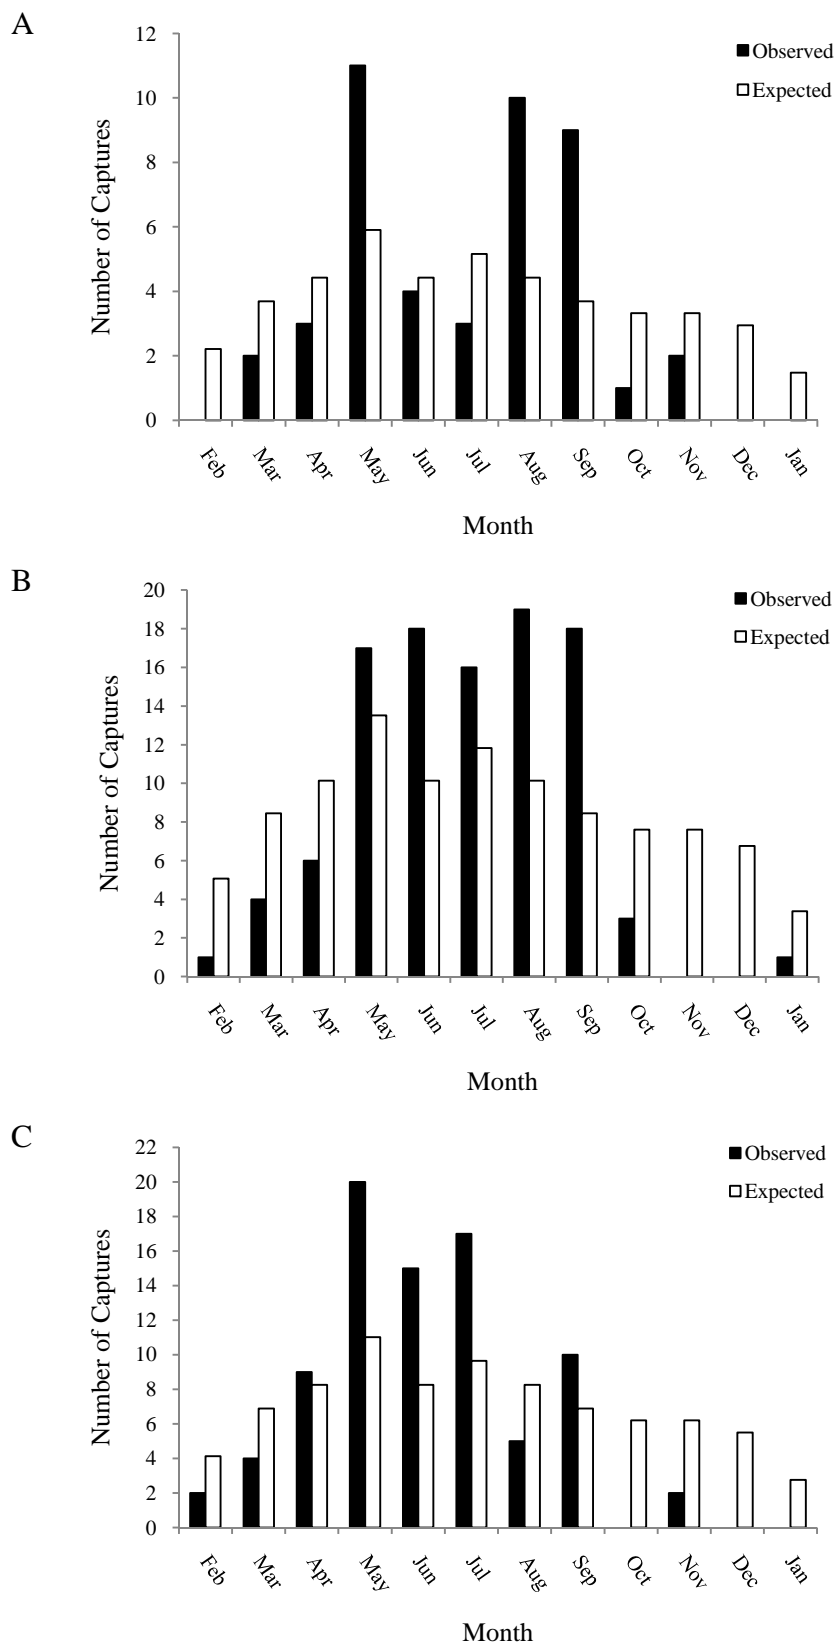 A
12
10
8
6
4
2
0
Number of Captures
Observed
Expected
Feb Mar Apr May Jun Jul Aug Sep Oct Nov Dec Jan
Month
B
20
18
16
14
12
10
8
6
4
2
0
Number of Captures
Observed
Expected
Feb Mar Apr May Jun Jul Aug Sep Oct Nov Dec Jan
Month
C
22
20
18
16
14
12
10
8
6
4
2
0
Number of Captures
Observed
Expected
Feb Mar Apr May Jun Jul Aug Sep Oct Nov Dec Jan
Month